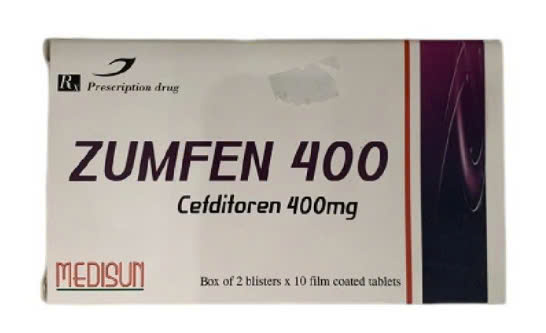 Rx Prescription drug
ZUMFEN 400
Cefditoren 400mg
MEDISUN
Box of 2 blisters x 10 film coated tablets